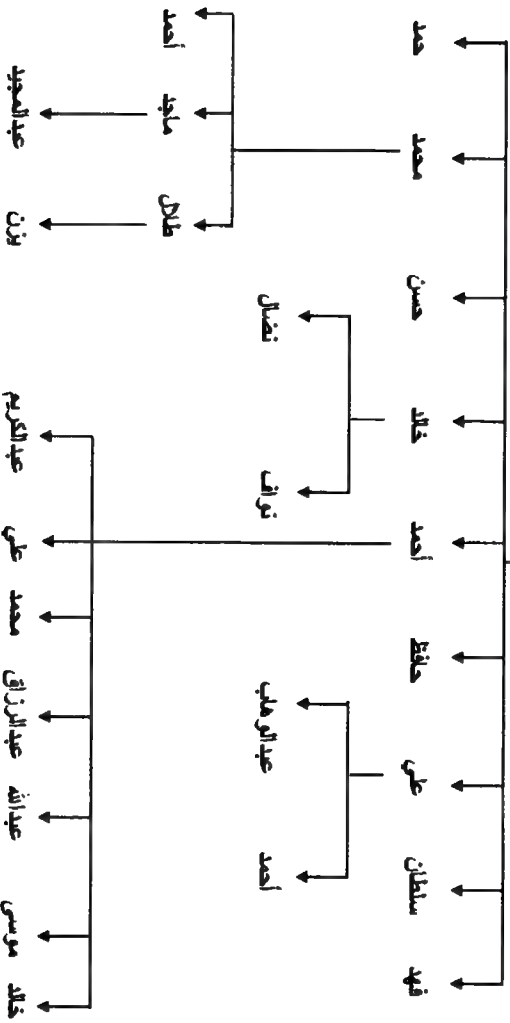 فهد سلطان علي حافظ أحمد خالد حسن محمد حمد
أحمد عبدالوهاب نواف نضال
طلال ماجد أحمد
خالد موسى عبدالله عبدالرزاق محمد علي عبدالكريم يزن عبدالمجيد